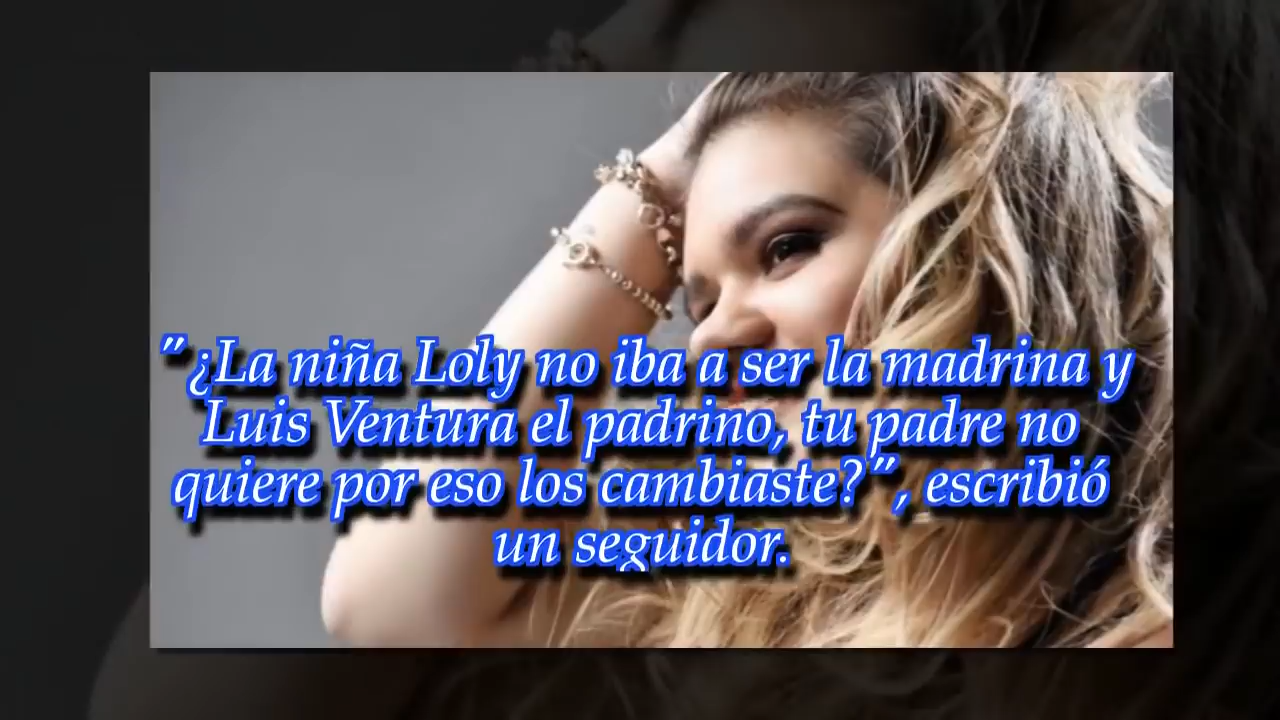 "¿La niña Loly no iba a ser la madrina y
Luis Ventura el padrino, tu padre no
quiere por eso los cambiaste?", escribió
un seguidor.